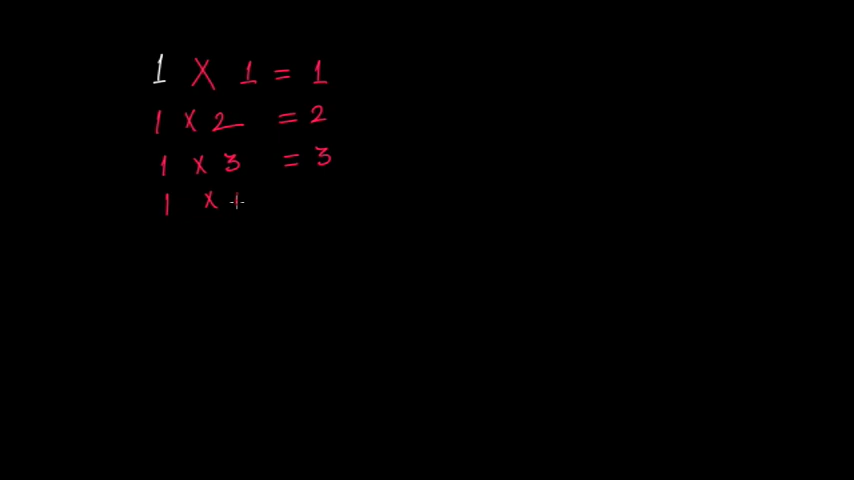 1 X 1 = 1
1 x 2 = 2
1 x 3 = 3
1 x